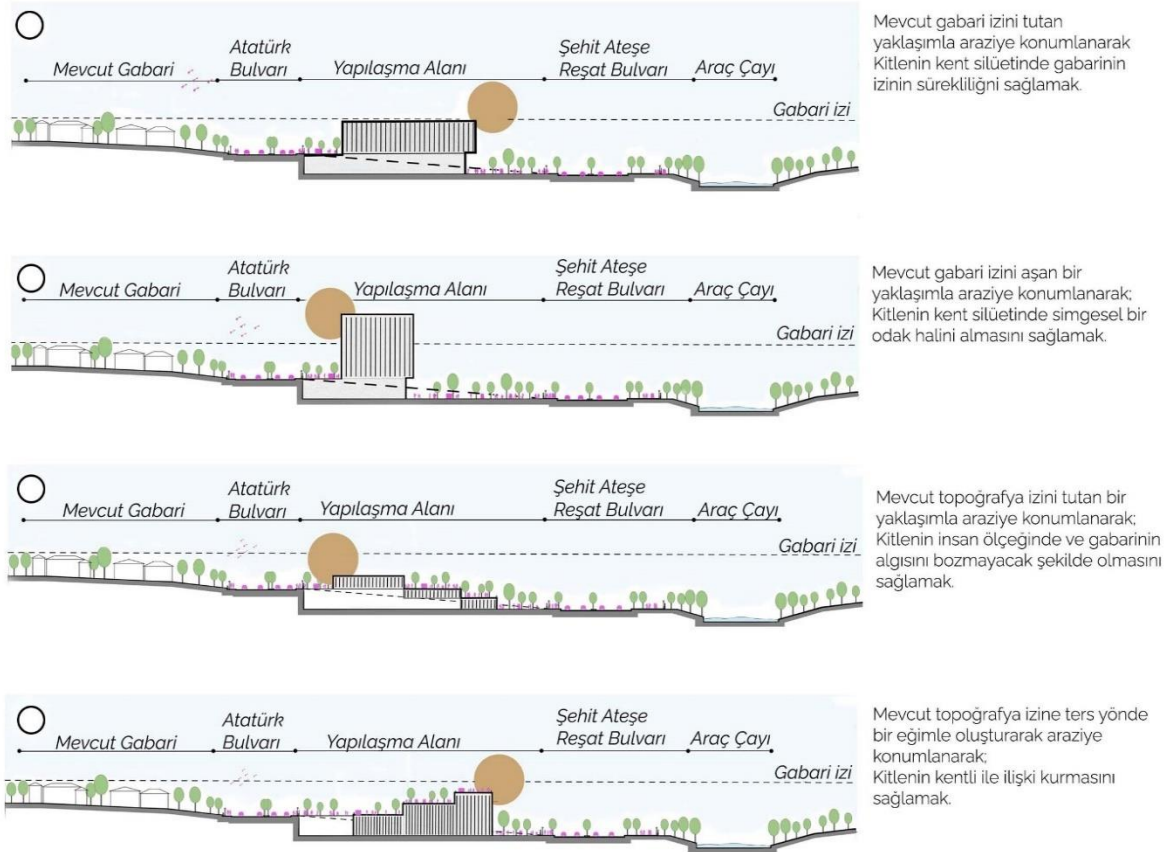 Mevcut Gabari
Atatürk
Bulvarı
Yapılaşma Alanı
Şehit Ateşe
Reşat Bulvarı
Araç Çayı
Gabari izi
Mevcut gabari izini tutan
yaklaşımla araziye konumlanarak
Kitlenin kent silüetinde gabarinin
izinin sürekliliğni sağlamak.
Mevcut Gabari
Atatürk
Bulvarı
Yapılaşma Alanı
Şehit Ateşe
Reşat Bulvarı
Araç Çayı
Gabari izi
Mevcut gabari izini aşan bir
yaklaşımla araziye konumlanarak;
Kitlenin kent silüetinde simgesel bir
odak halini almasını sağlamak.
Mevcut Gabari
Atatürk
Bulvarı
Yapılaşma Alanı
Şehit Ateşe
Reşat Bulvarı
Araç Çayı
Gabari izi
Mevcut topoğrafya izini tutan bir
yaklaşımla araziye konumlanarak;
Kitlenin insan ölçeğinde ve gabarinin
algısını bozmayacak şekilde olmasını
sağlamak.
Mevcut Gabari
Atatürk
Bulvarı
Yapılaşma Alanı
Şehit Ateşe
Reşat Bulvarı
Araç Çayı
Gabari izi
Mevcut topoğrafya izine ters yönde
bir eğimle oluşturarak araziye
konumlanarak;
Kitlenin kentli ile ilişki kurmasını
sağlamak.